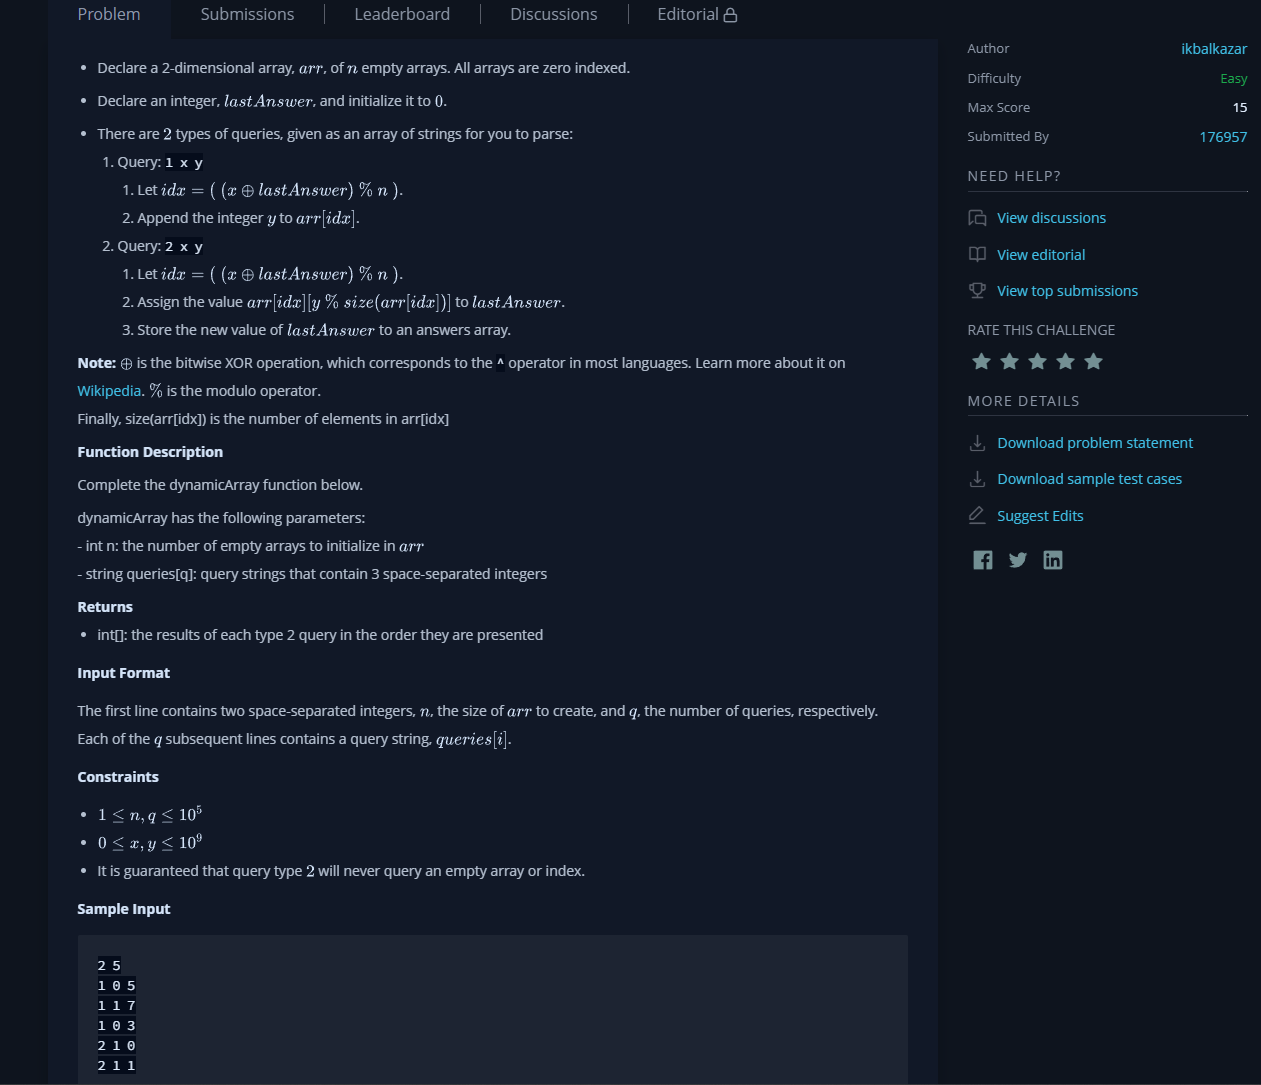 Problem
Submissions
Leaderboard
Discussions
Editorial
• Declare a 2-dimensional array, arr, of n empty arrays. All arrays are zero indexed.
• Declare an integer, lastAnswer, and initialize it to 0.
• There are 2 types of queries, given as an array of strings for you to parse:
1. Query: 1 x y
1. Let idx = ( (x ⊕ lastAnswer) % n ).
2. Append the integer y to arr[idx].
2. Query: 2 x y
1. Let idx = ( (x ⊕ lastAnswer) % n ).
2. Assign the value arr[idx][y % size(arr[idx])] to lastAnswer.
3. Store the new value of lastAnswer to an answers array.
Note: ⊕ is the bitwise XOR operation, which corresponds to the ^ operator in most languages. Learn more about it on
Wikipedia. % is the modulo operator.
Finally, size(arr[idx]) is the number of elements in arr[idx]
Function Description
Complete the dynamicArray function below.
dynamicArray has the following parameters:
- int n: the number of empty arrays to initialize in arr
- string queries[q]: query strings that contain 3 space-separated integers
Returns
• int[]: the results of each type 2 query in the order they are presented
Input Format
The first line contains two space-separated integers, n, the size of arr to create, and q, the number of queries, respectively.
Each of the q subsequent lines contains a query string, queries[i].
Constraints
• 1 ≤ n, q ≤ 10⁵
• 0 ≤ x, y ≤ 10⁹
• It is guaranteed that query type 2 will never query an empty array or index.
Sample Input
2 5
1 0 5
1 1 7
1 0 3
2 1 0
2 1 1
Author ikbalkazar
Difficulty Easy
Max Score 15
Submitted By 176957
NEED HELP?
View discussions
View editorial
View top submissions
RATE THIS CHALLENGE
MORE DETAILS
Download problem statement
Download sample test cases
Suggest Edits